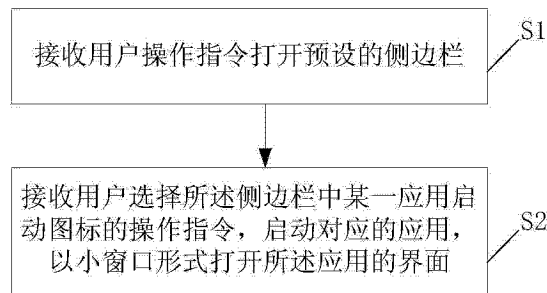 接收用户操作指令打开预设的侧边栏
S1
接收用户选择所述侧边栏中某一应用启
动图标的操作指令，启动对应的应用，
以小窗口形式打开所述应用的界面
S2